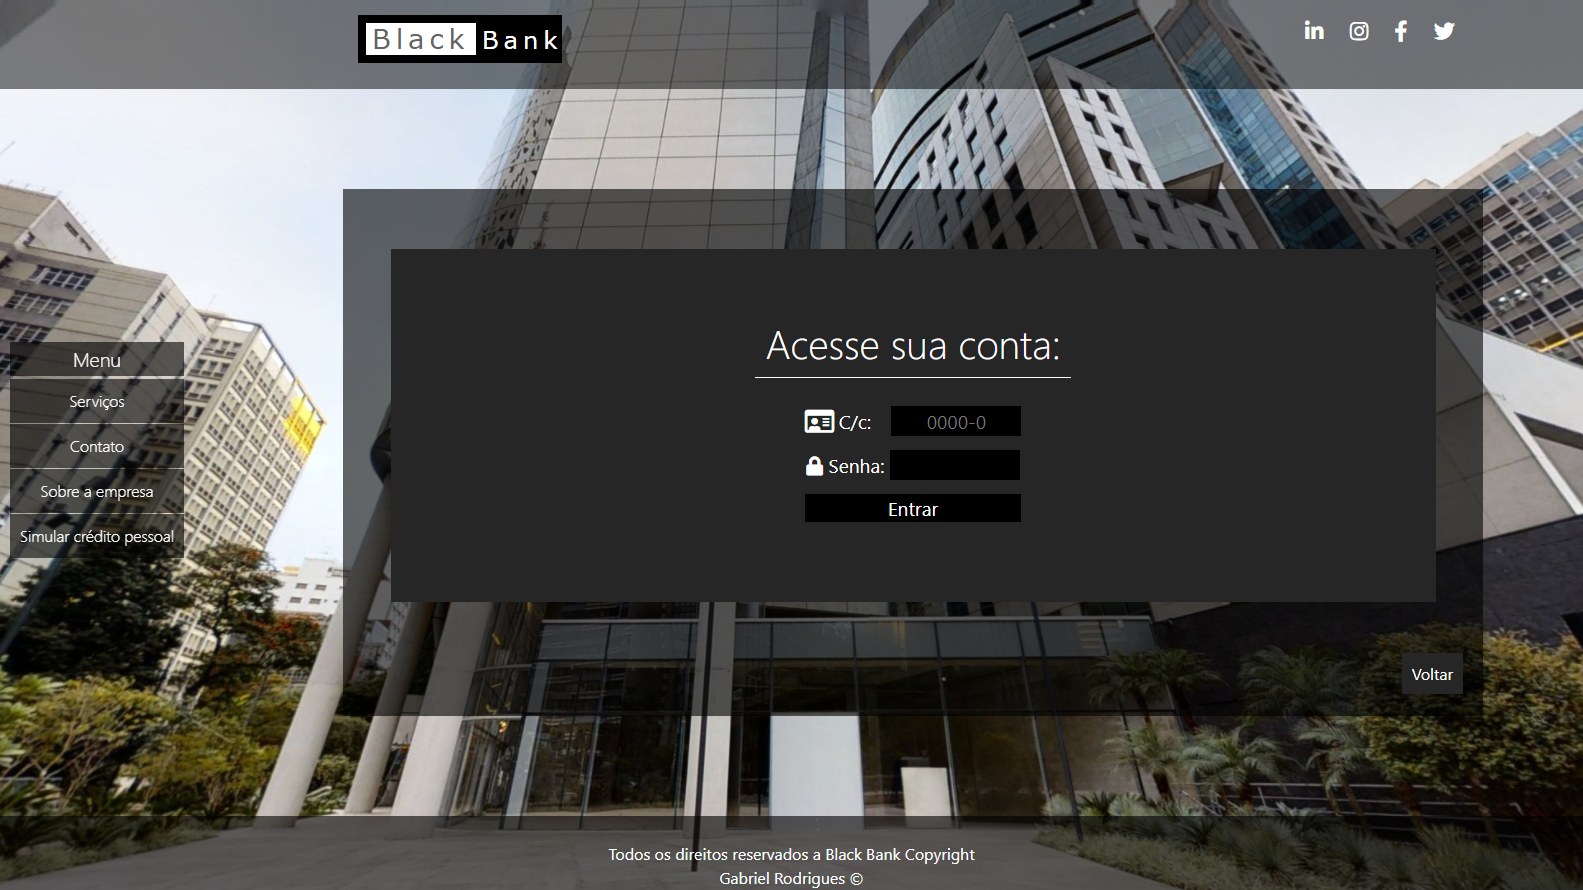 Black Bank
Menu
Serviços
Contato
Sobre a empresa
Simular crédito pessoal
Acesse sua conta:
C/c: 0000-0
Senha:
Entrar
Voltar
Todos os direitos reservados a Black Bank Copyright
Gabriel Rodrigues ©